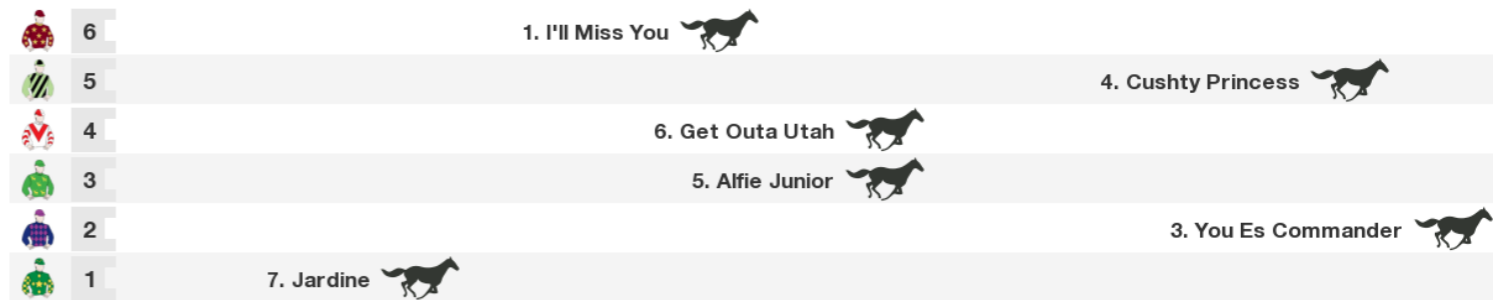 6 1. I'll Miss You
5 4. Cushty Princess
4 6. Get Outa Utah
3 5. Alfie Junior
2 3. You Es Commander
1 7. Jardine